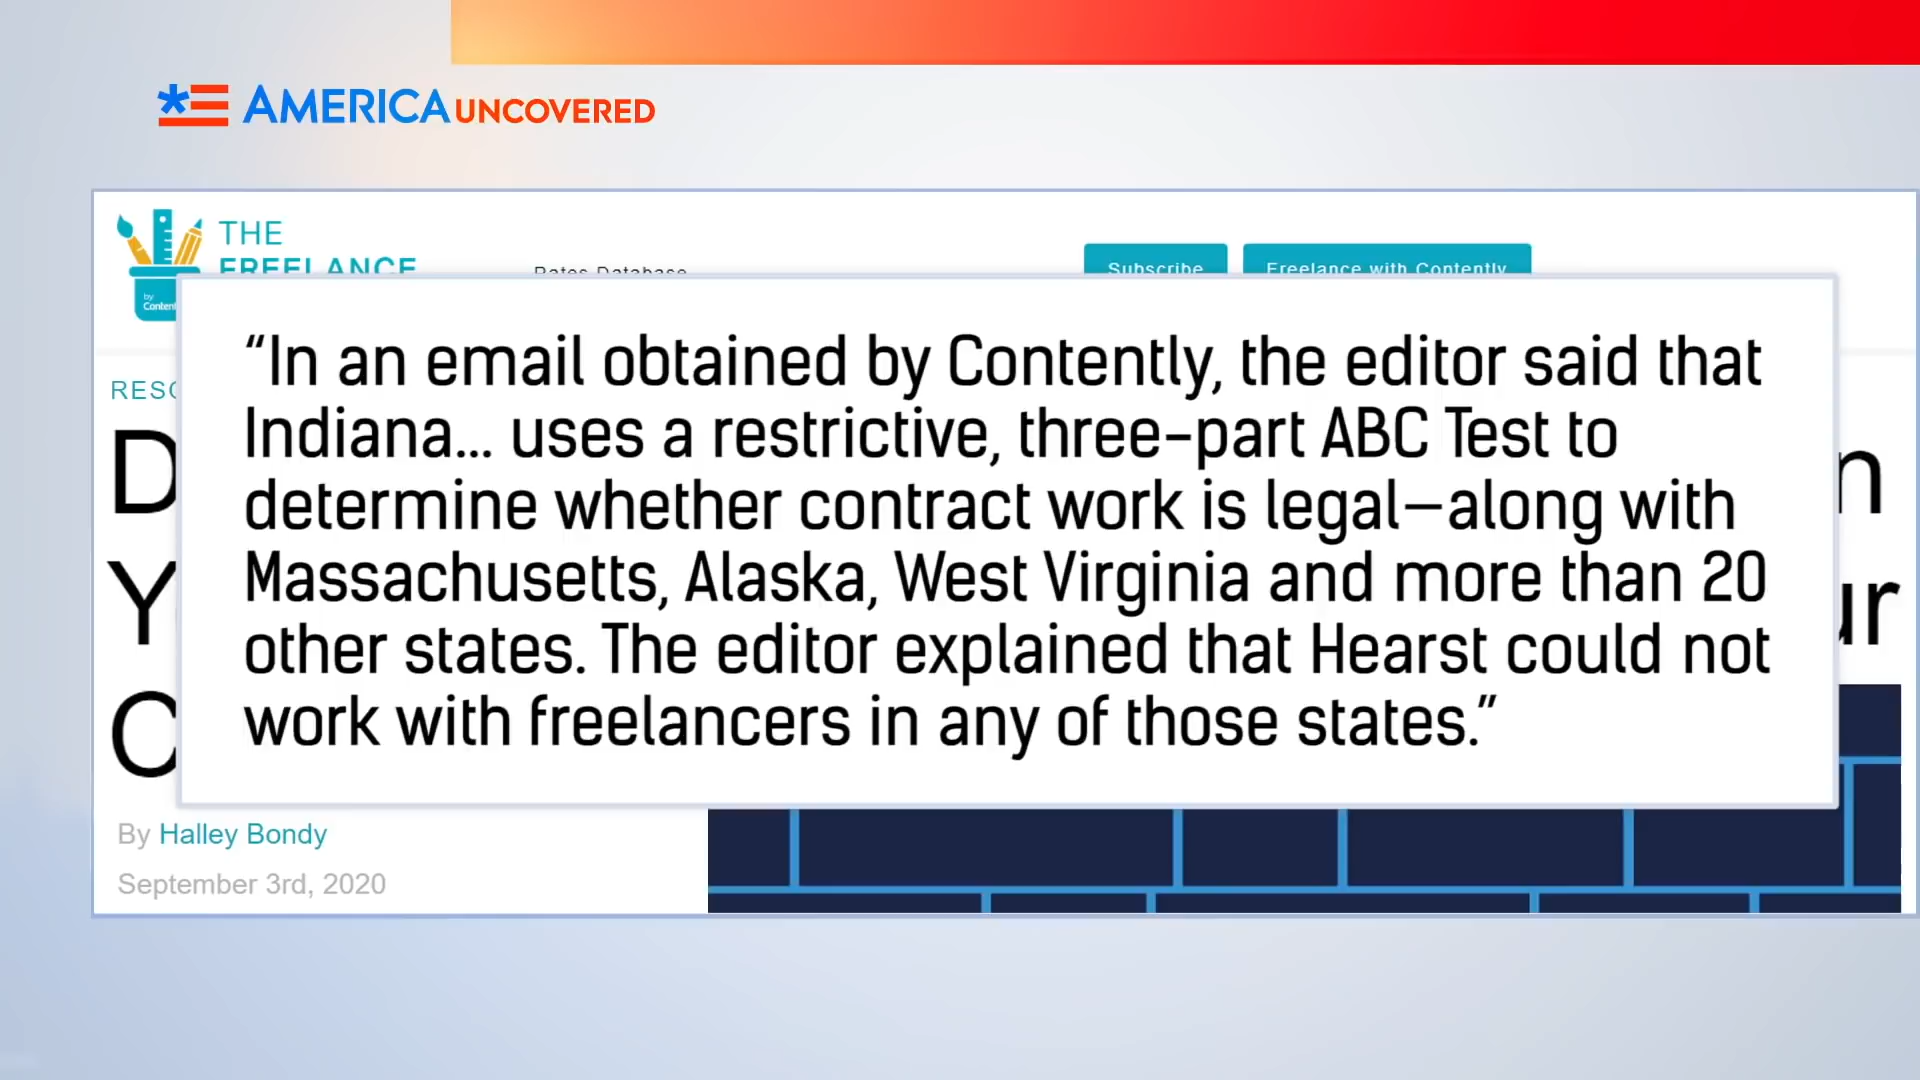 AMERICA UNCOVERED
THE
FREELANCE
Rates Database
Subscribe
Freelance with Contently
by
“In an email obtained by Contently, the editor said that
Indiana... uses a restrictive, three-part ABC Test to
determine whether contract work is legal—along with
Massachusetts, Alaska, West Virginia and more than 20
other states. The editor explained that Hearst could not
work with freelancers in any of those states.”
By Halley Bondy
September 3rd, 2020